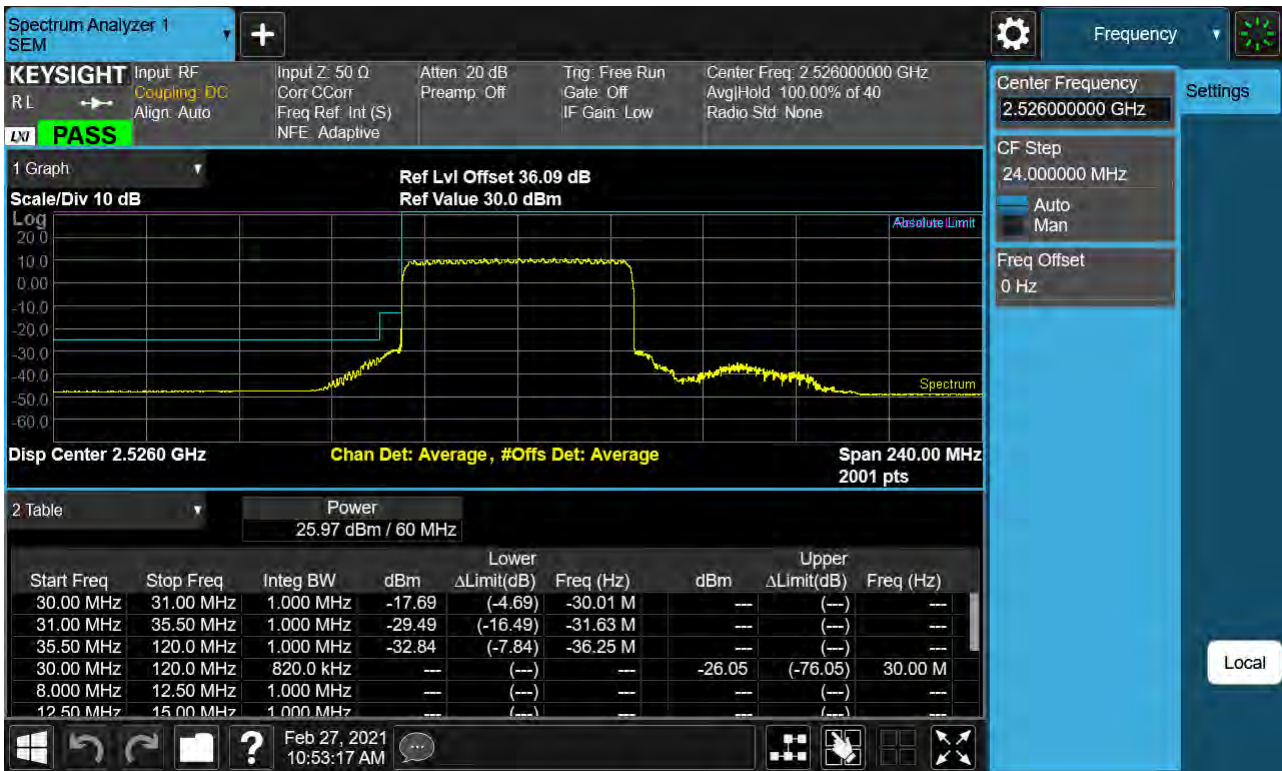 Spectrum Analyzer 1
SEM
Frequency
KEYSIGHT
R L
LXI
PASS
Input: RF
Coupling: DC
Align: Auto
Input Z: 50 Ω
Corr CCorr
Freq Ref: Int (S)
NFE: Adaptive
Atten: 20 dB
Preamp: Off
Trig: Free Run
Gate: Off
IF Gain: Low
Center Freq: 2.526000000 GHz
Avg|Hold: 100.00% of 40
Radio Std: None
Center Frequency
2.526000000 GHz
Settings
CF Step
24.000000 MHz
Auto
Man
Freq Offset
0 Hz
Local
1 Graph
Scale/Div 10 dB
Ref Lvl Offset 36.09 dB
Ref Value 30.0 dBm
Log
20.0
10.0
0.00
-10.0
-20.0
-30.0
-40.0
-50.0
-60.0
Absolute Limit
Spectrum
Disp Center 2.5260 GHz
Chan Det: Average, #Offs Det: Average
Span 240.00 MHz
2001 pts
2 Table
Power
25.97 dBm / 60 MHz
Lower Upper
Start Freq Stop Freq Integ BW dBm ΔLimit(dB) Freq (Hz) dBm ΔLimit(dB) Freq (Hz)
30.00 MHz 31.00 MHz 1.000 MHz -17.69 (-4.69) -30.01 M --- (---) ---
31.00 MHz 35.50 MHz 1.000 MHz -29.49 (-16.49) -31.63 M --- (---) ---
35.50 MHz 120.0 MHz 1.000 MHz -32.84 (-7.84) -36.25 M --- (---) ---
30.00 MHz 120.0 MHz 820.0 kHz --- (---) --- -26.05 (-76.05) 30.00 M
8.000 MHz 12.50 MHz 1.000 MHz --- (---) --- --- (---) ---
12.50 MHz 15.00 MHz 1.000 MHz --- (---) --- --- (---) ---
?
Feb 27, 2021
10:53:17 AM